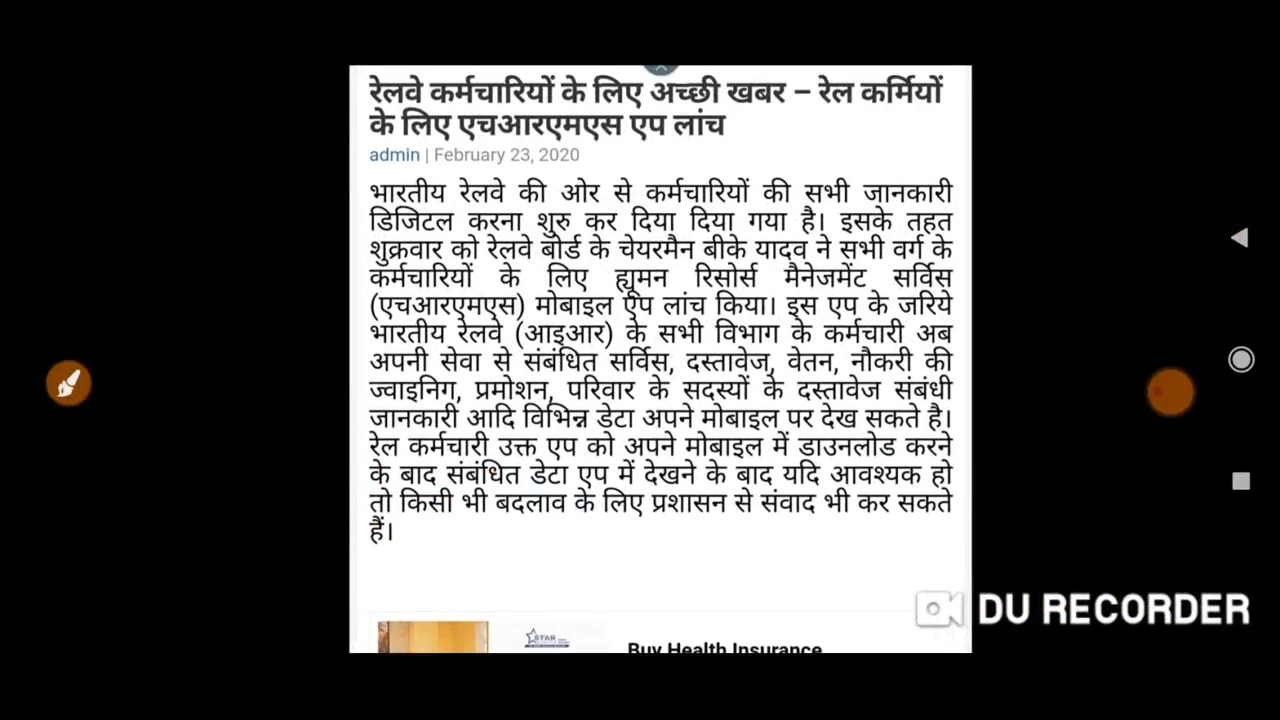 रेलवे कर्मचारियों के लिए अच्छी खबर – रेल कर्मियों
के लिए एचआरएमएस एप लांच
admin | February 23, 2020
भारतीय रेलवे की ओर से कर्मचारियों की सभी जानकारी
डिजिटल करना शुरु कर दिया दिया गया है। इसके तहत
शुक्रवार को रेलवे बोर्ड के चेयरमैन बीके यादव ने सभी वर्ग के
कर्मचारियों के लिए ह्यूमन रिसोर्स मैनेजमेंट सर्विस
(एचआरएमएस) मोबाइल ऐप लांच किया। इस एप के जरिये
भारतीय रेलवे (आइआर) के सभी विभाग के कर्मचारी अब
अपनी सेवा से संबंधित सर्विस, दस्तावेज, वेतन, नौकरी की
ज्वाइनिग, प्रमोशन, परिवार के सदस्यों के दस्तावेज संबंधी
जानकारी आदि विभिन्न डेटा अपने मोबाइल पर देख सकते है।
रेल कर्मचारी उक्त एप को अपने मोबाइल में डाउनलोड करने
के बाद संबंधित डेटा एप में देखने के बाद यदि आवश्यक हो
तो किसी भी बदलाव के लिए प्रशासन से संवाद भी कर सकते
हैं।
DU RECORDER
STAR
Buy Health Insurance